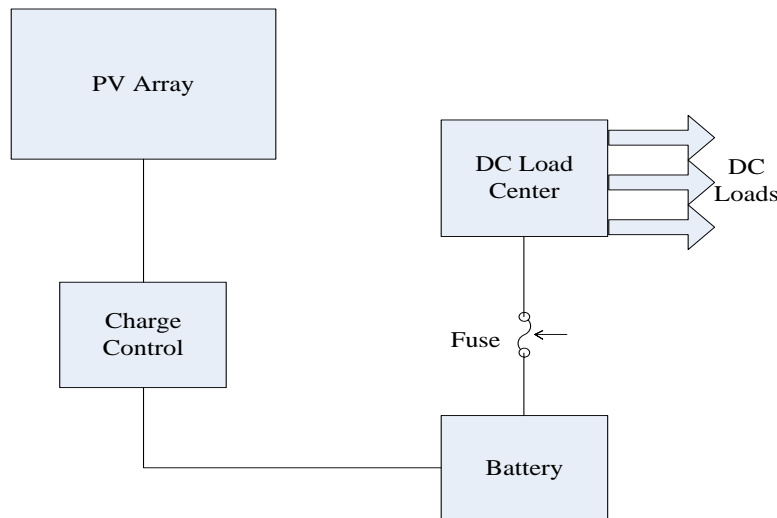 PV Array
DC Load
Center
DC
Loads
Charge
Control
Fuse
Battery